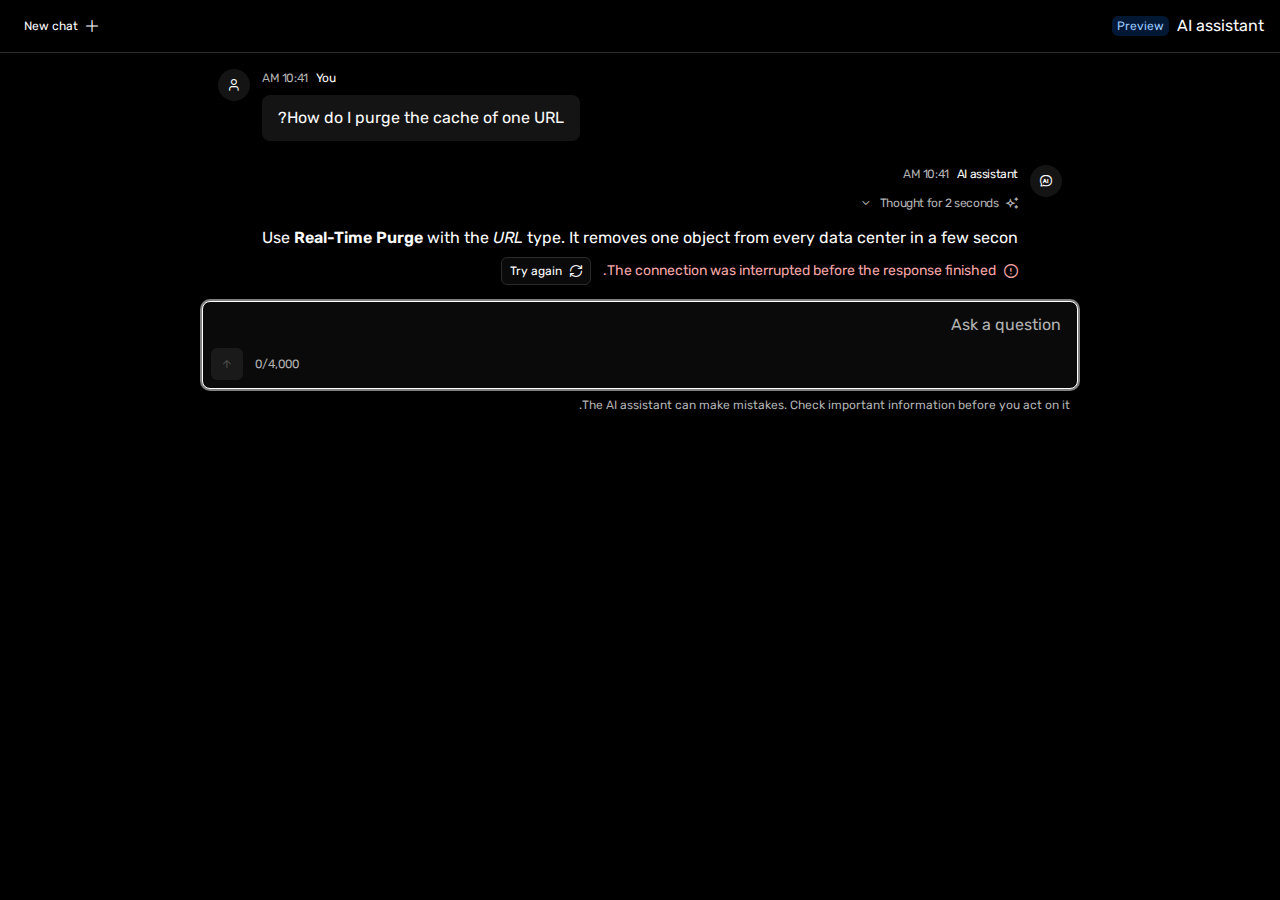 New chat
Preview AI assistant
AM 10:41 You
?How do I purge the cache of one URL
AM 10:41 AI assistant
Thought for 2 seconds
Use Real-Time Purge with the URL type. It removes one object from every data center in a few secon
Try again .The connection was interrupted before the response finished
Ask a question
0/4,000
.The AI assistant can make mistakes. Check important information before you act on it